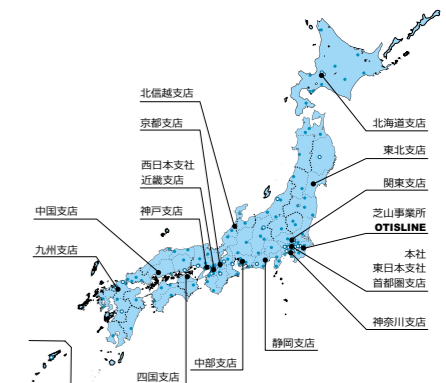 北信越支店
京都支店
西日本支社
近畿支店
中国支店
神戸支店
九州支店
北海道支店
東北支店
関東支店
芝山事業所
OTISLINE
本社
東日本支社
首都圏支店
神奈川支店
静岡支店
中部支店
四国支店